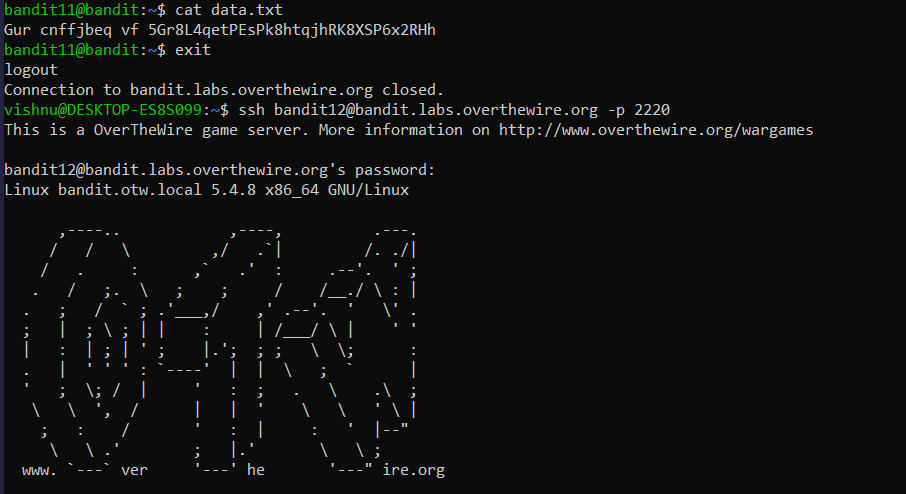 bandit11@bandit:~$ cat data.txt
Gur cnffjbeq vf 5Gr8L4qetPEsPk8htqjhRK8XSP6x2RHh
bandit11@bandit:~$ exit
logout
Connection to bandit.labs.overthewire.org closed.
vishnu@DESKTOP-ES8S099:~$ ssh bandit12@bandit.labs.overthewire.org -p 2220
This is a OverTheWire game server. More information on http://www.overthewire.org/wargames
bandit12@bandit.labs.overthewire.org's password:
Linux bandit.otw.local 5.4.8 x86_64 GNU/Linux
www. `---` ver '---' he '---" ire.org